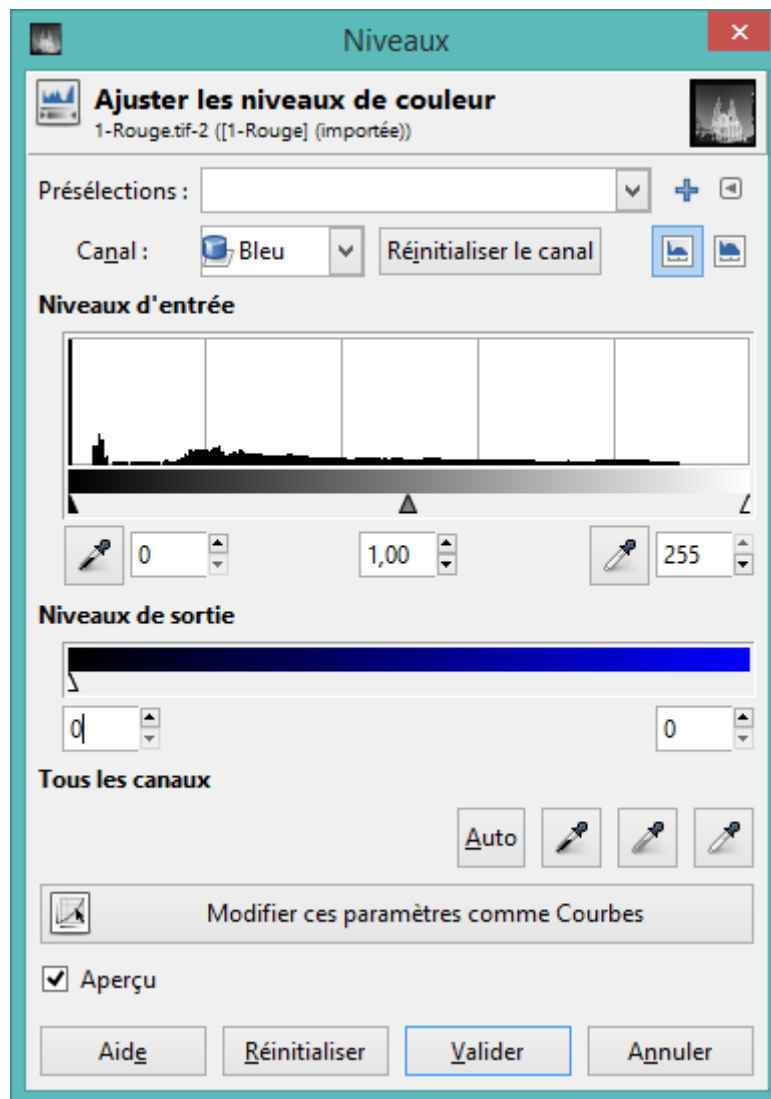 Niveaux
Ajuster les niveaux de couleur
1-Rouge.tif-2 ([1-Rouge] (importée))
Présélections :
Canal : Bleu Réinitialiser le canal
Niveaux d'entrée
0 1,00 255
Niveaux de sortie
0 0
Tous les canaux
Auto
Modifier ces paramètres comme Courbes
Aperçu
Aide Réinitialiser Valider Annuler